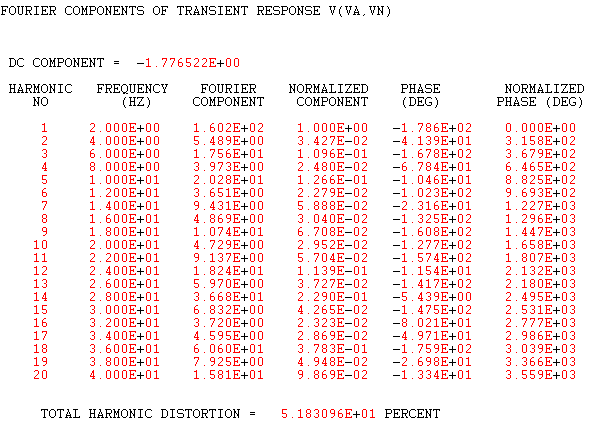 FOURIER COMPONENTS OF TRANSIENT RESPONSE V(VA,VN)
DC COMPONENT = -1.776522E+00
HARMONIC FREQUENCY FOURIER NORMALIZED PHASE NORMALIZED
NO (HZ) COMPONENT COMPONENT (DEG) PHASE (DEG)
1 2.000E+00 1.602E+02 1.000E+00 -1.786E+02 0.000E+00
2 4.000E+00 5.489E+00 3.427E-02 -4.139E+01 3.158E+02
3 6.000E+00 1.756E+01 1.096E-01 -1.678E+02 3.679E+02
4 8.000E+00 3.973E+00 2.480E-02 -6.784E+01 6.465E+02
5 1.000E+01 2.028E+01 1.266E-01 -1.046E+01 8.825E+02
6 1.200E+01 3.651E+00 2.279E-02 -1.023E+02 9.693E+02
7 1.400E+01 9.431E+00 5.888E-02 -2.316E+01 1.227E+03
8 1.600E+01 4.869E+00 3.040E-02 -1.325E+02 1.296E+03
9 1.800E+01 1.074E+01 6.708E-02 -1.608E+02 1.447E+03
10 2.000E+01 4.729E+00 2.952E-02 -1.277E+02 1.658E+03
11 2.200E+01 9.137E+00 5.704E-02 -1.574E+02 1.807E+03
12 2.400E+01 1.824E+01 1.139E-01 -1.154E+01 2.132E+03
13 2.600E+01 5.970E+00 3.727E-02 -1.417E+02 2.180E+03
14 2.800E+01 3.668E+01 2.290E-01 -5.439E+00 2.495E+03
15 3.000E+01 6.832E+00 4.265E-02 -1.475E+02 2.531E+03
16 3.200E+01 3.720E+00 2.323E-02 -8.021E+01 2.777E+03
17 3.400E+01 4.595E+00 2.869E-02 -4.971E+01 2.986E+03
18 3.600E+01 6.060E+01 3.783E-01 -1.759E+02 3.039E+03
19 3.800E+01 7.925E+00 4.948E-02 -2.698E+01 3.366E+03
20 4.000E+01 1.581E+01 9.869E-02 -1.334E+01 3.559E+03
TOTAL HARMONIC DISTORTION = 5.183096E+01 PERCENT